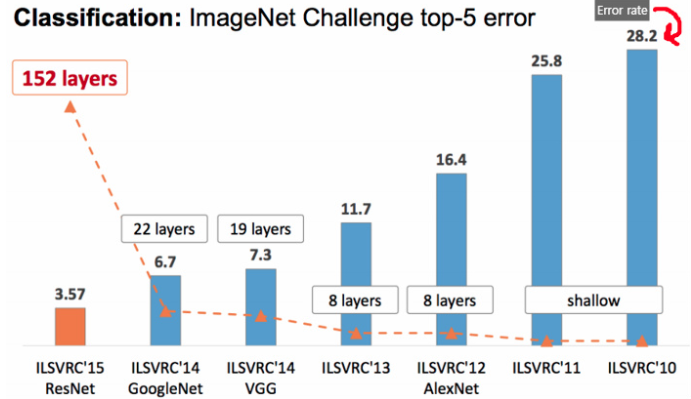 Classification: ImageNet Challenge top-5 error
Error rate
28.2
25.8
152 layers
16.4
11.7
22 layers
19 layers
6.7
7.3
3.57
8 layers
8 layers
shallow
ILSVRC'15
ResNet
ILSVRC'14
GoogleNet
ILSVRC'14
VGG
ILSVRC'13
ILSVRC'12
AlexNet
ILSVRC'11
ILSVRC'10